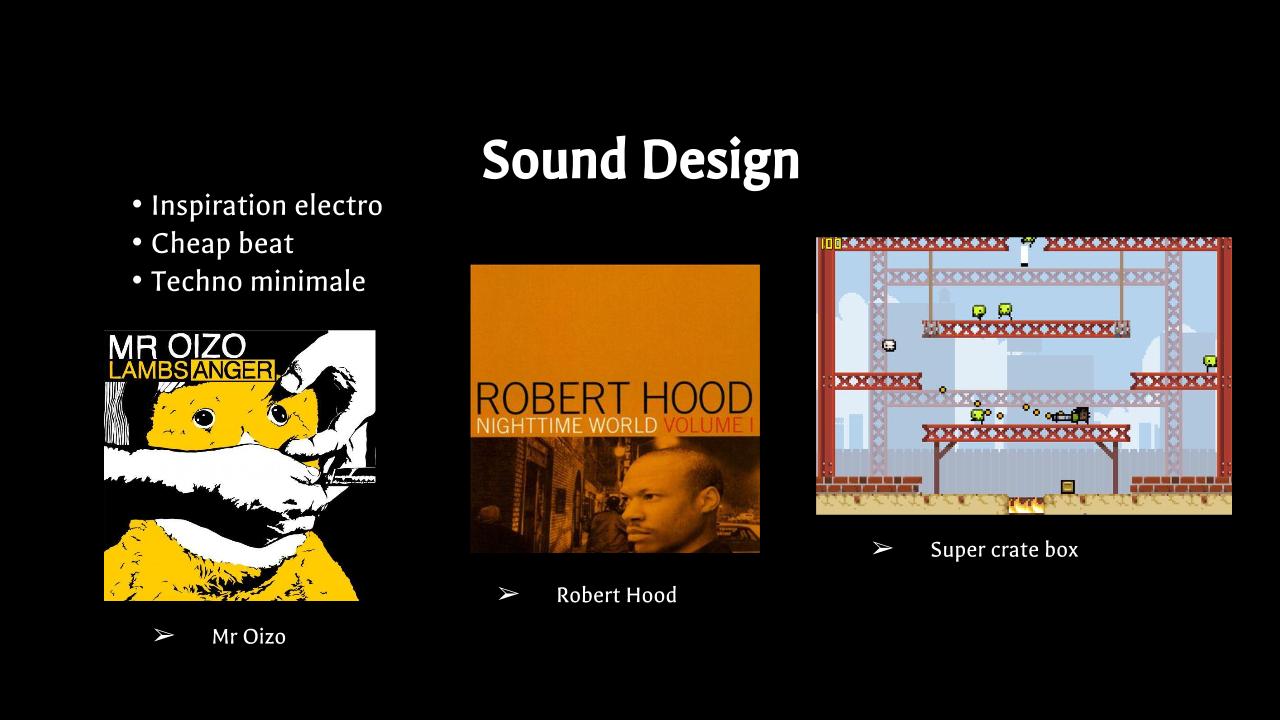 Sound Design
• Inspiration electro
• Cheap beat
• Techno minimale
MR OIZO
LAMBS ANGER
ROBERT HOOD
NIGHTTIME WORLD VOLUME I
100
➢ Super crate box
➢ Robert Hood
➢ Mr Oizo